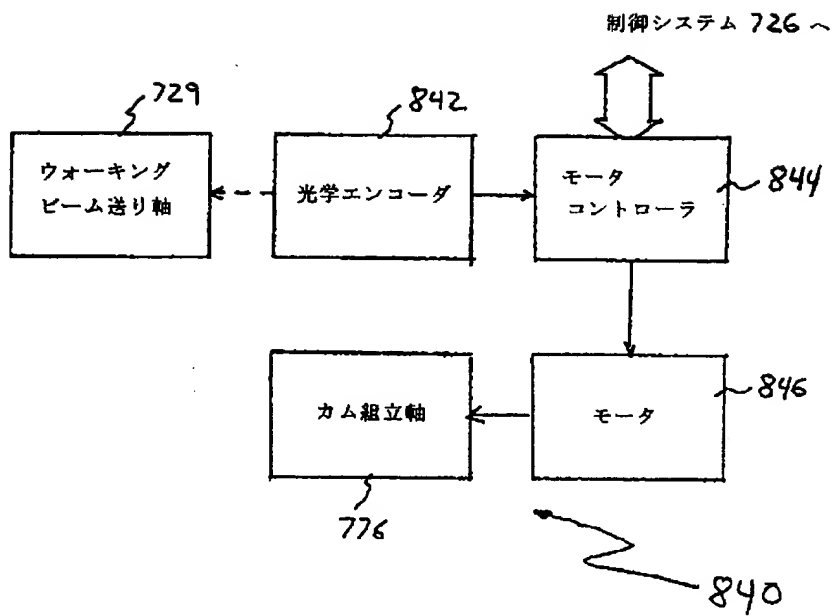 制御システム 726 へ
729
842
ウォーキング
ビーム送り軸
光学エンコーダ
モータ
コントローラ
844
カム組立軸
モータ
846
776
840